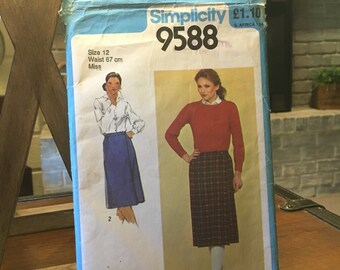 Simplicity £1.10
9588
Size 12
Waist 67 cm
Miss
2